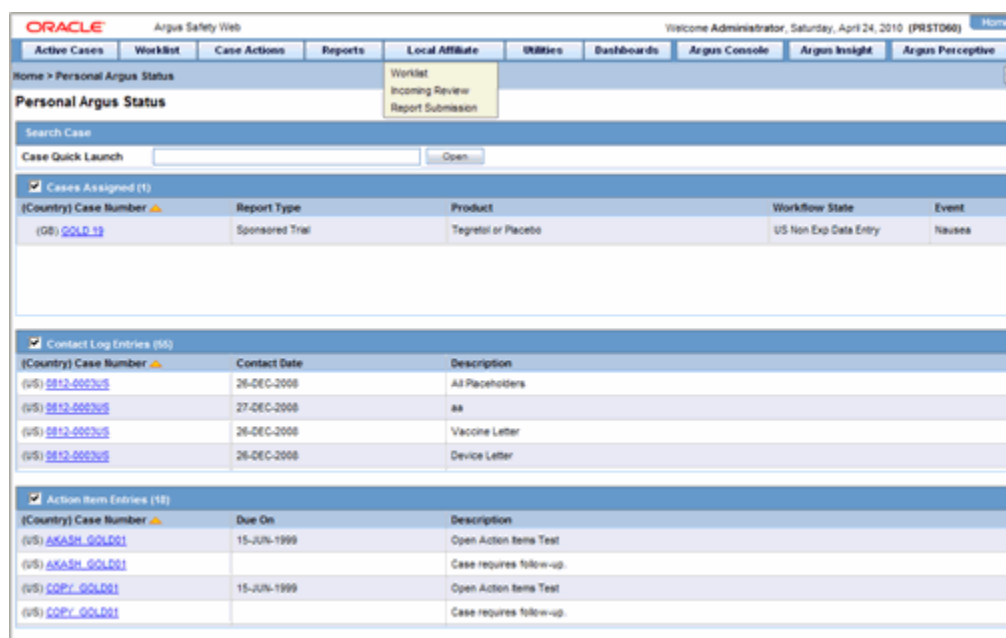 ORACLE Argus Safety Web Welcome Administrator, Saturday, April 24, 2010 (PRSTD60) Home
Active Cases Worklist Case Actions Reports Local Affiliate Utilities Dashboards Argus Console Argus Insight Argus Perceptive
Home > Personal Argus Status
Worklist
Incoming Review
Report Submission
Personal Argus Status
Search Case
Case Quick Launch Open
Cases Assigned (1)
(Country) Case Number Report Type Product Workflow State Event
(GB) GOLD 19 Sponsored Trial Tegretol or Placebo US Non Exp Data Entry Nausea
Contact Log Entries (55)
(Country) Case Number Contact Date Description
(US) 0812-0003US 26-DEC-2008 All Placeholders
(US) 0812-0003US 27-DEC-2008 aa
(US) 0812-0003US 26-DEC-2008 Vaccine Letter
(US) 0812-0003US 26-DEC-2008 Device Letter
Action Item Entries (18)
(Country) Case Number Due On Description
(US) AKASH_GOLD01 15-JUN-1999 Open Action Items Test
(US) AKASH_GOLD01 Case requires follow-up.
(US) COPY_GOLD01 15-JUN-1999 Open Action Items Test
(US) COPY_GOLD01 Case requires follow-up.